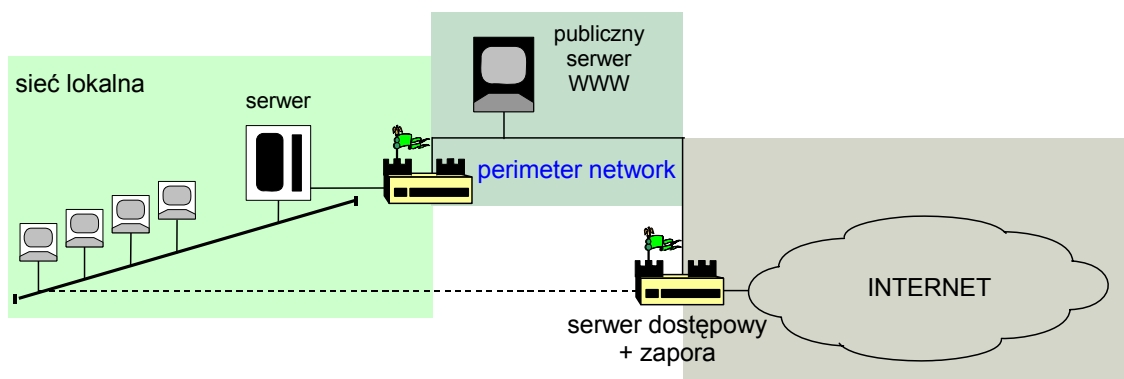 sieć lokalna
serwer
publiczny
serwer
WWW
perimeter network
serwer dostępowy
+ zapora
INTERNET